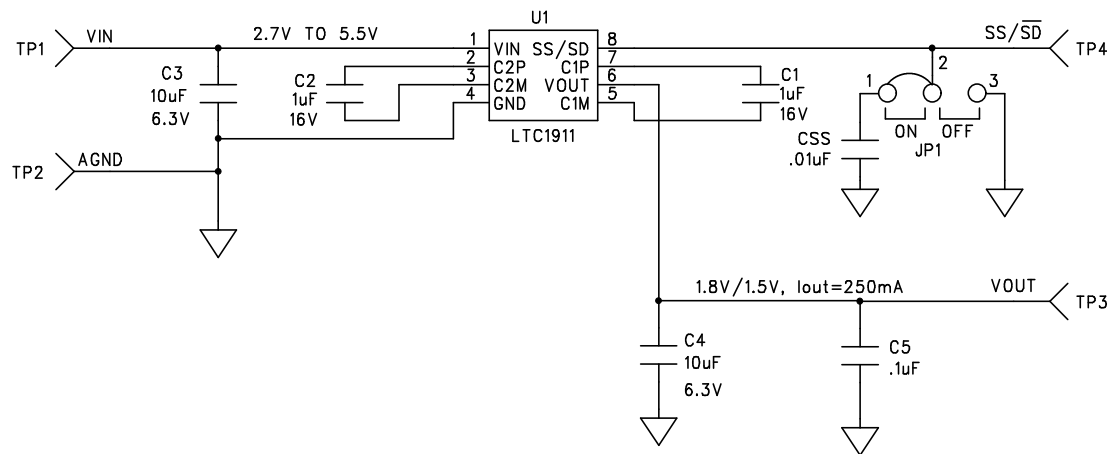 U1
TP1
VIN
2.7V TO 5.5V
1
VIN
SS/SD
8
SS/S̅D̅
TP4
2
C2P
C1P
7
3
C2M
VOUT
6
4
GND
C1M
5
LTC1911
C3
10uF
6.3V
C2
1uF
16V
C1
1uF
16V
1
2
3
ON
OFF
JP1
CSS
.01uF
TP2
AGND
1.8V/1.5V, Iout=250mA
VOUT
TP3
C4
10uF
6.3V
C5
.1uF